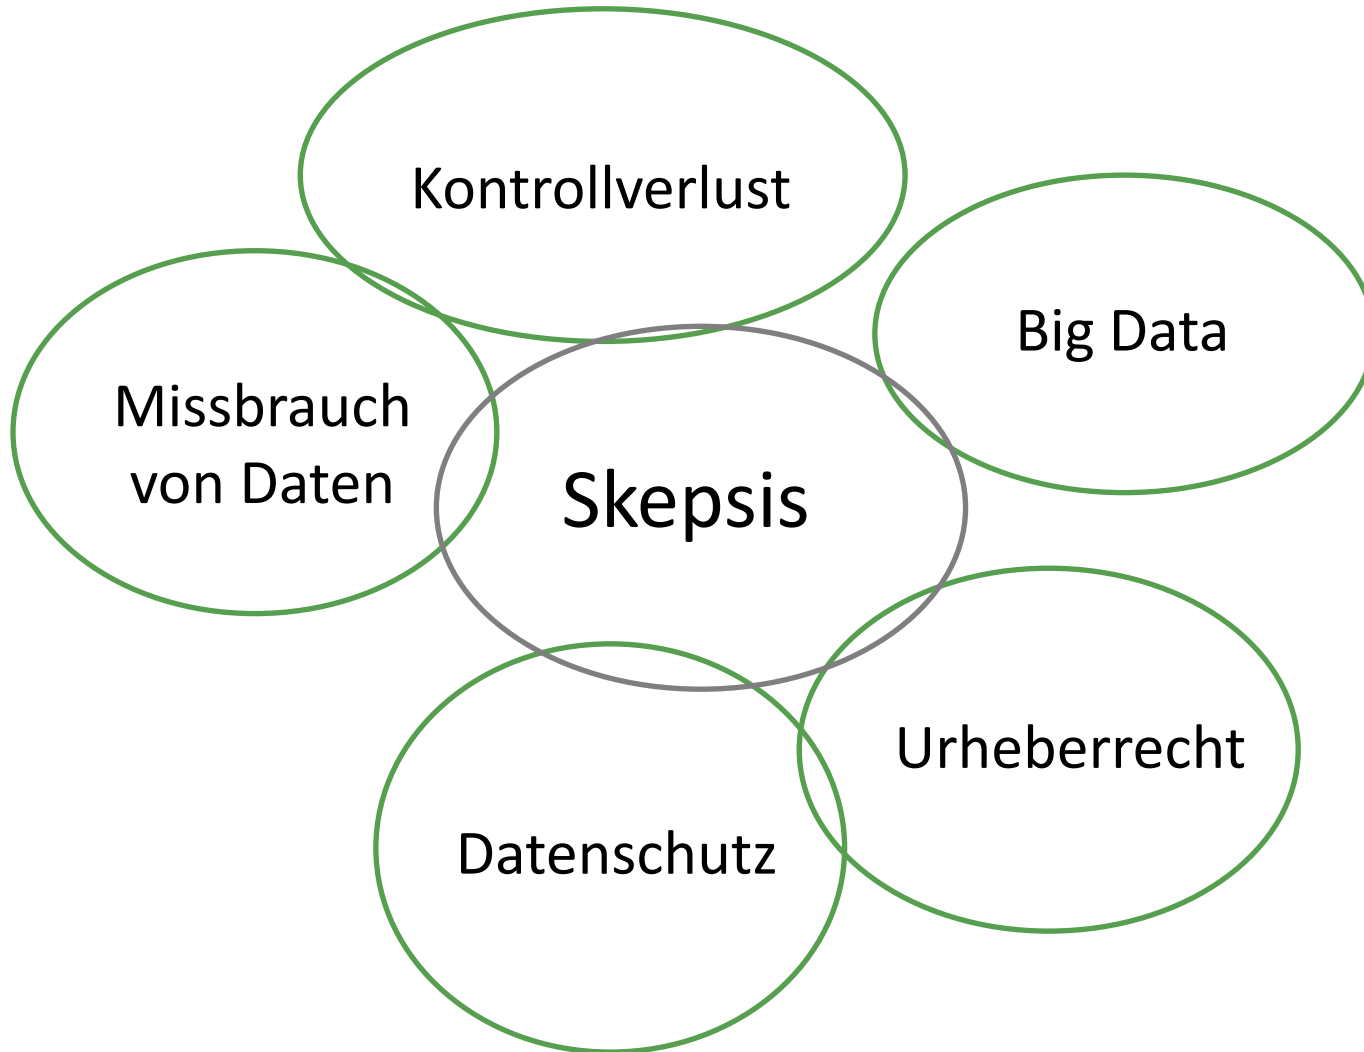 Kontrollverlust
Big Data
Missbrauch
von Daten
Skepsis
Urheberrecht
Datenschutz